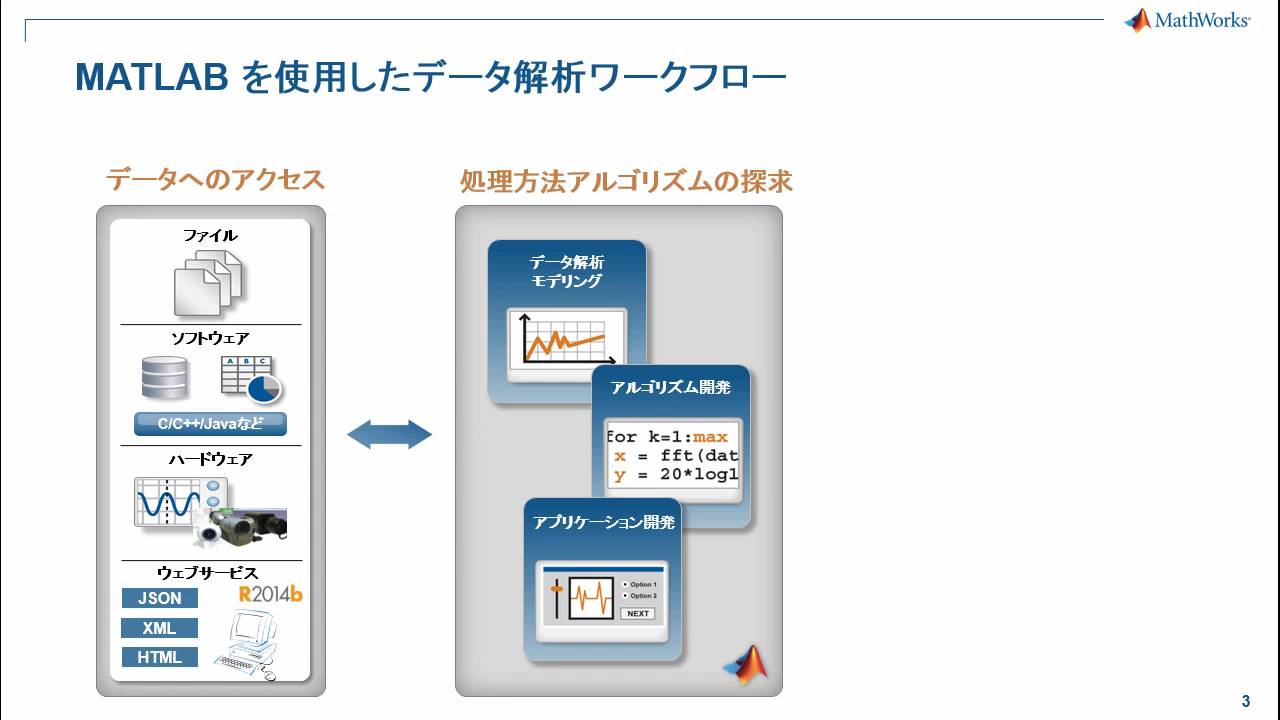 MathWorks®
MATLAB を使用したデータ解析ワークフロー
データへのアクセス
ファイル
ソフトウェア
A B C
C/C++/Javaなど
ハードウェア
ウェブサービス
R2014b
JSON
XML
HTML
処理方法アルゴリズムの探求
データ解析
モデリング
アルゴリズム開発
for k=1:max
x = fft(dat
y = 20*log1
アプリケーション開発
Option 1
Option 2
NEXT
3